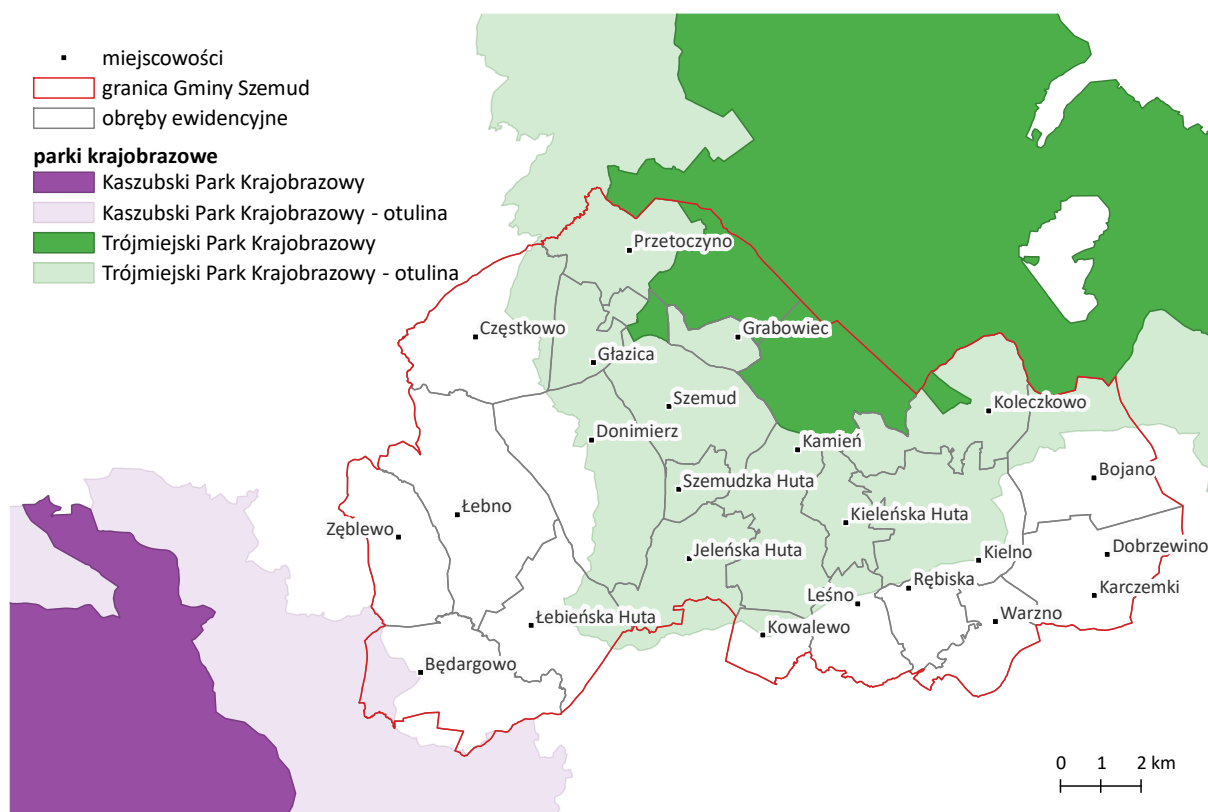 miejscowości
granica Gminy Szemud
obręby ewidencyjne
parki krajobrazowe
Kaszubski Park Krajobrazowy
Kaszubski Park Krajobrazowy - otulina
Trójmiejski Park Krajobrazowy
Trójmiejski Park Krajobrazowy - otulina
Przetoczyno
Częstkowo
Grabowiec
Głazica
Szemud
Koleczkowo
Donimierz
Kamień
Bojano
Szemudzka Huta
Łebno
Kieleńska Huta
Zęblewo
Jeleńska Huta
Kielno
Dobrzewino
Rębiska
Karczemki
Leśno
Łebieńska Huta
Kowalewo
Warzno
Będargowo
0 1 2 km